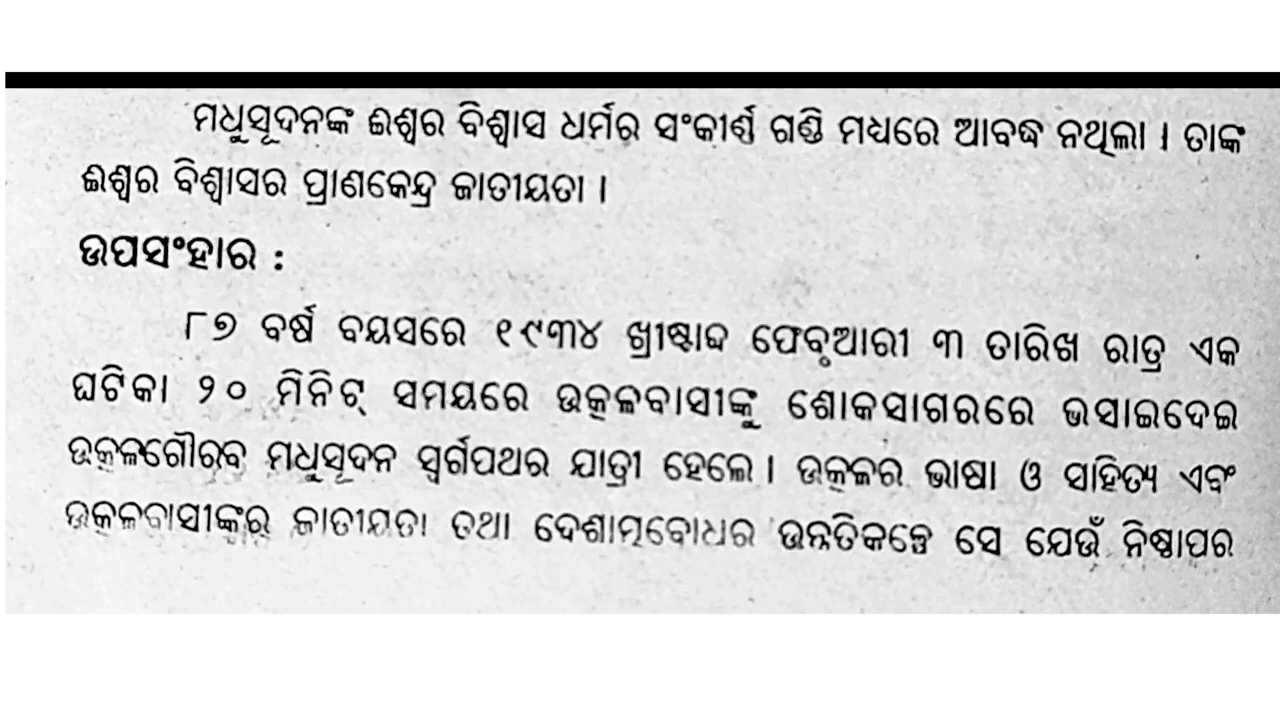 ମଧୁସୂଦନଙ୍କ ଈଶ୍ୱର ବିଶ୍ୱାସ ଧର୍ମର ସଂକୀର୍ଣ୍ଣ ଗଣ୍ଡି ମଧ୍ୟରେ ଆବଦ୍ଧ ନଥିଲା । ତାଙ୍କ
ଈଶ୍ୱର ବିଶ୍ୱାସର ପ୍ରାଣକେନ୍ଦ୍ର ଜାତୀୟତା ।
ଉପସଂହାର :
୮୭ ବର୍ଷ ବୟସରେ ୧୯୩୪ ଖ୍ରୀଷ୍ଟାବ୍ଦ ଫେବୃଆରୀ ୩ ତାରିଖ ରାତ୍ର ଏକ
ଘଟିକା ୨୦ ମିନିଟ୍ ସମୟରେ ଉତ୍କଳବାସୀଙ୍କୁ ଶୋକସାଗରରେ ଭସାଇଦେଇ
ଉତ୍କଳଗୌରବ ମଧୁସୂଦନ ସ୍ୱର୍ଗପଥର ଯାତ୍ରୀ ହେଲେ । ଉତ୍କଳର ଭାଷା ଓ ସାହିତ୍ୟ ଏବଂ
ଉତ୍କଳବାସୀଙ୍କର ଜାତୀୟତା ତଥା ଦେଶାତ୍ମବୋଧର ଉନ୍ନତିକଳ୍ପେ ସେ ଯେଉଁ ନିଷ୍ଠାପର